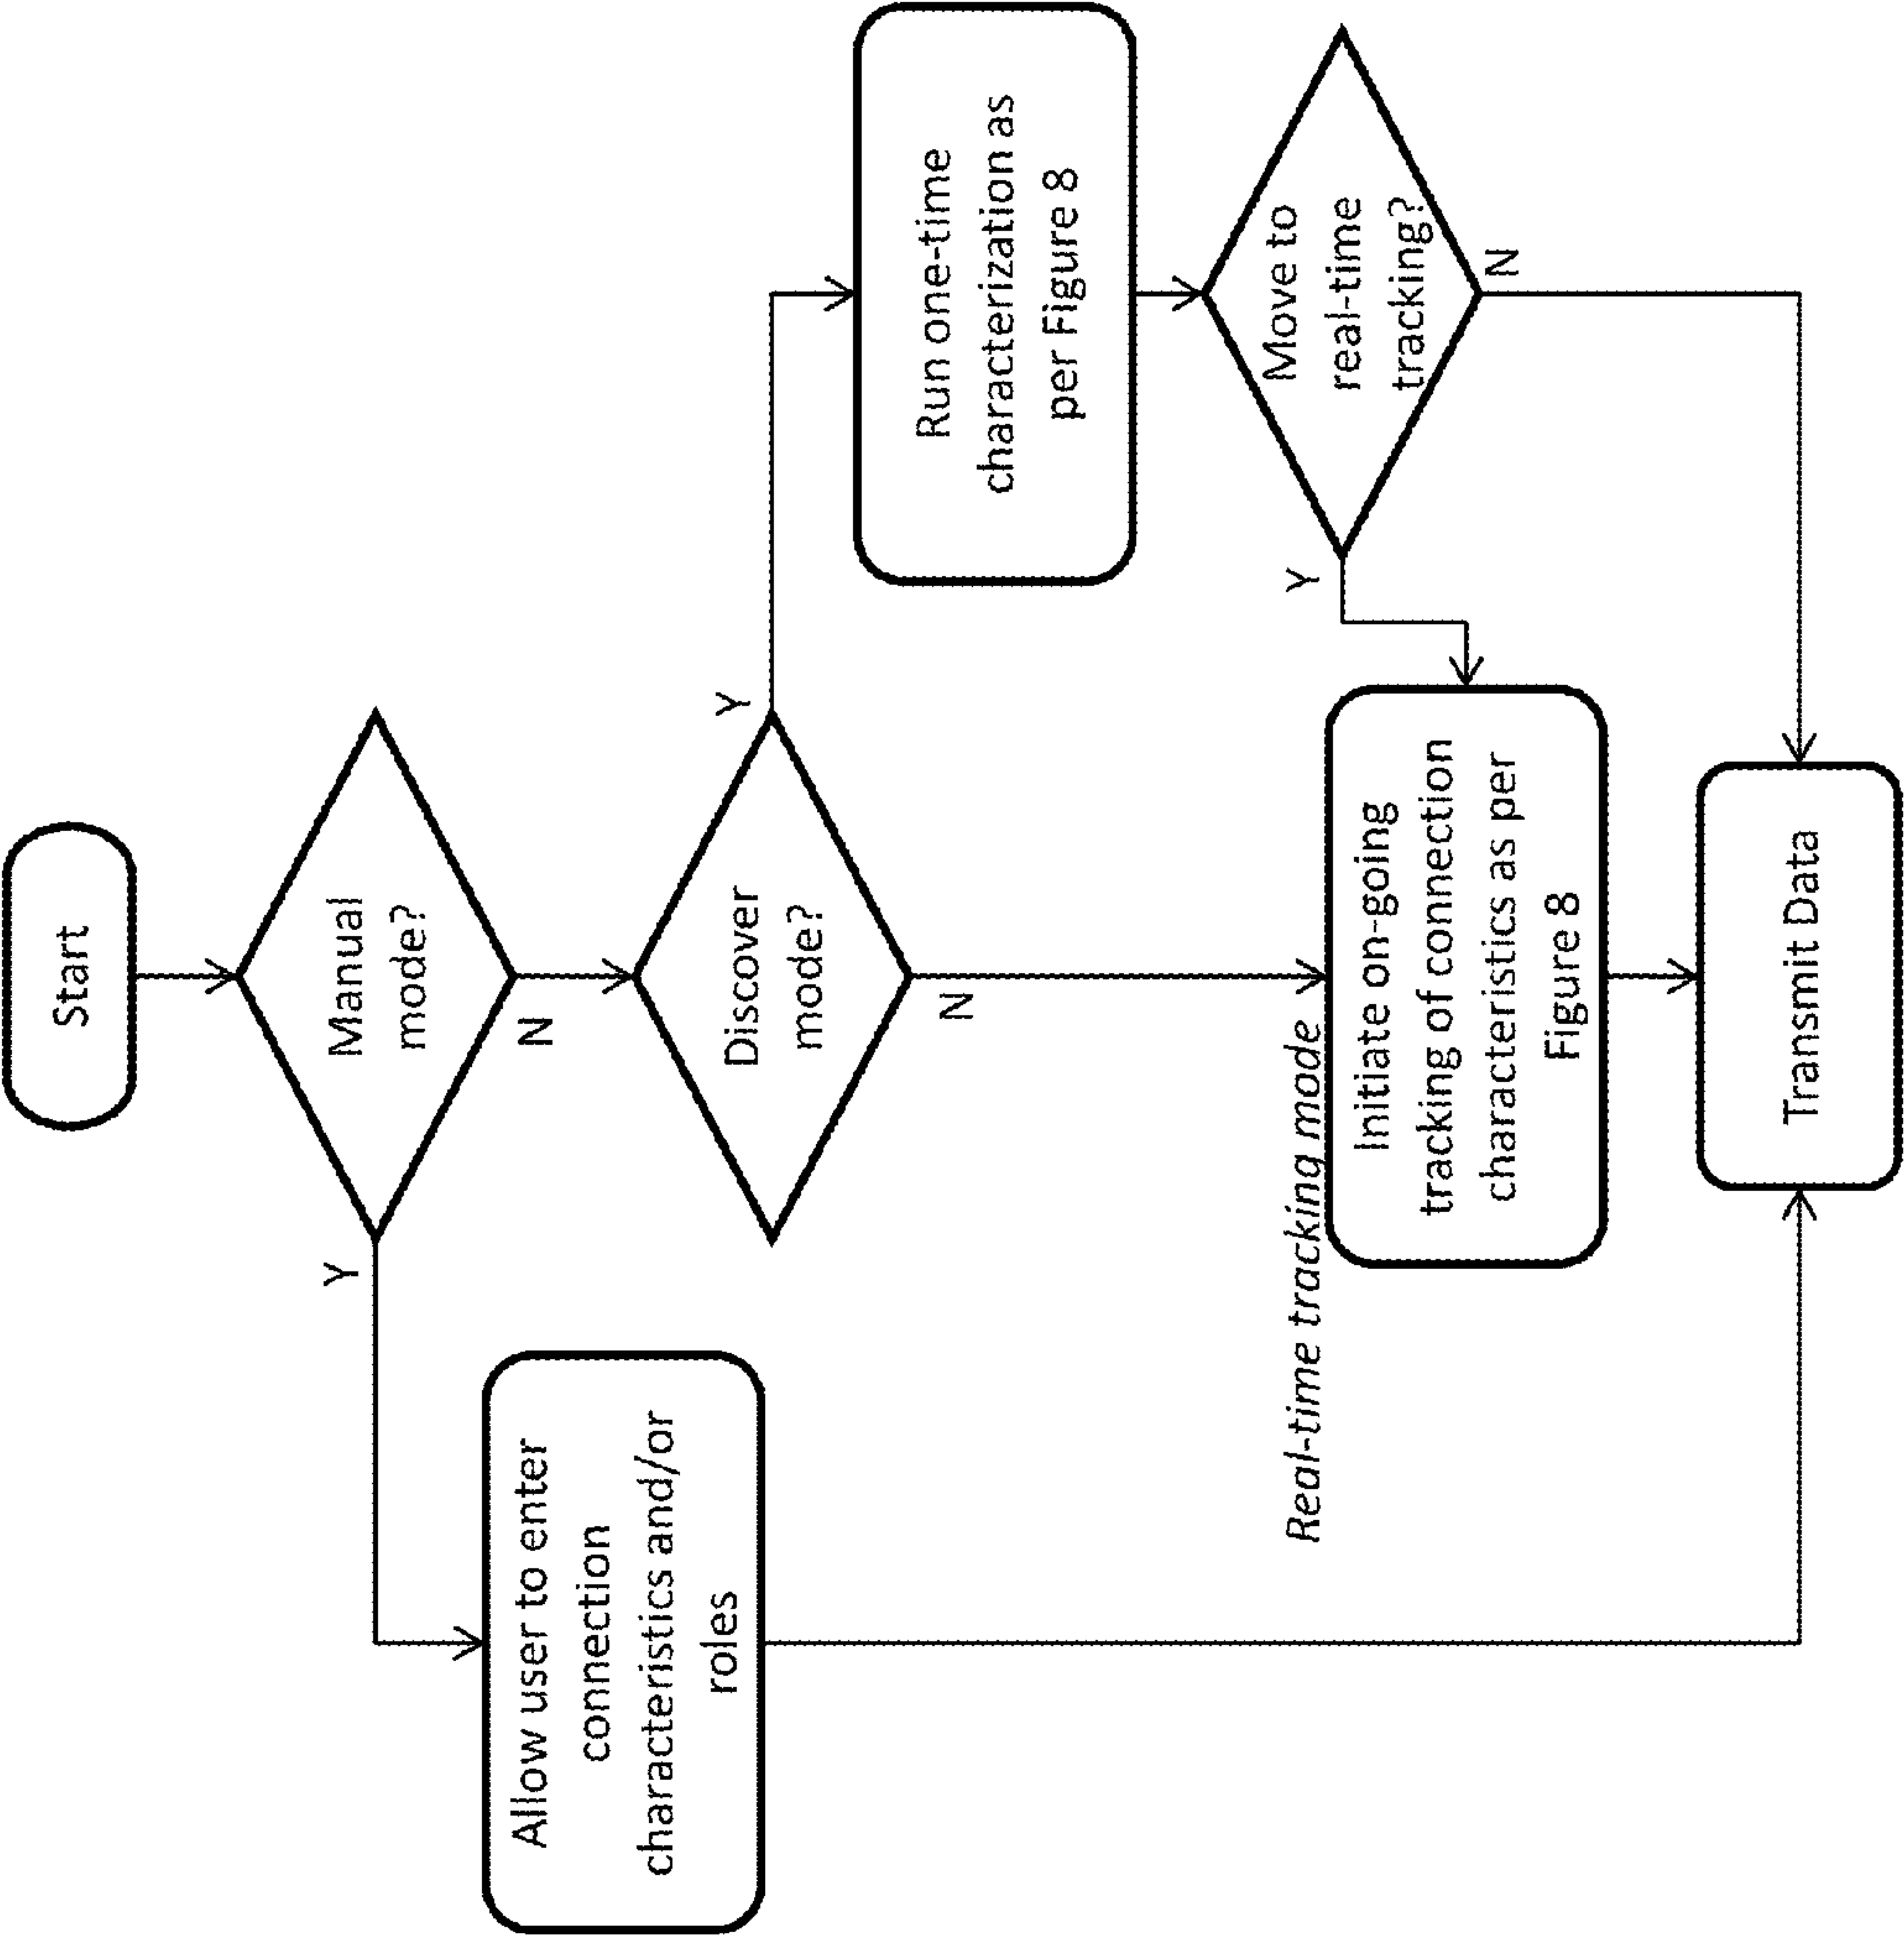 Start
Manual
mode?
Y
N
Allow user to enter
connection
characteristics and/or
roles
Discover
mode?
Y
N
Run one-time
characterization as
per Figure 8
Move to
real-time
tracking?
Y
N
Real-time tracking mode
Initiate on-going
tracking of connection
characteristics as per
Figure 8
Transmit Data